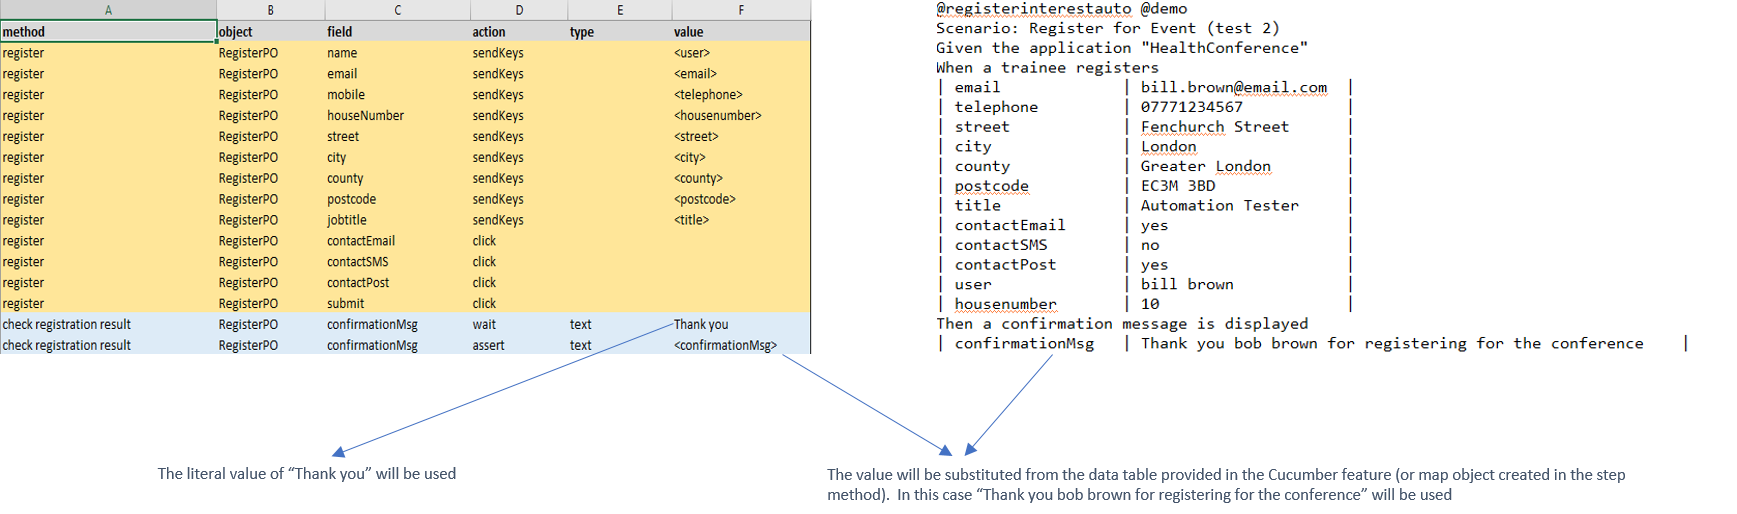 A B C D E F
method object field action type value
register RegisterPO name sendKeys <user>
register RegisterPO email sendKeys <email>
register RegisterPO mobile sendKeys <telephone>
register RegisterPO houseNumber sendKeys <housenumber>
register RegisterPO street sendKeys <street>
register RegisterPO city sendKeys <city>
register RegisterPO county sendKeys <county>
register RegisterPO postcode sendKeys <postcode>
register RegisterPO jobtitle sendKeys <title>
register RegisterPO contactEmail click
register RegisterPO contactSMS click
register RegisterPO contactPost click
register RegisterPO submit click
check registration result RegisterPO confirmationMsg wait text Thank you
check registration result RegisterPO confirmationMsg assert text <confirmationMsg>
@registerinterestauto @demo
Scenario: Register for Event (test 2)
Given the application "HealthConference"
When a trainee registers
| email | bill.brown@email.com |
| telephone | 07771234567 |
| street | Fenchurch Street |
| city | London |
| county | Greater London |
| postcode | EC3M 3BD |
| title | Automation Tester |
| contactEmail | yes |
| contactSMS | no |
| contactPost | yes |
| user | bill brown |
| housenumber | 10 |
Then a confirmation message is displayed
| confirmationMsg | Thank you bob brown for registering for the conference |
The literal value of “Thank you” will be used
The value will be substituted from the data table provided in the Cucumber feature (or map object created in the step
method). In this case “Thank you bob brown for registering for the conference” will be used